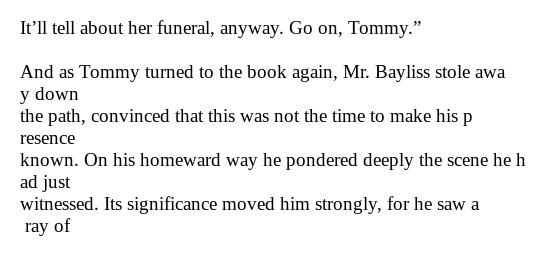 It’ll tell about her funeral, anyway. Go on, Tommy.”
And as Tommy turned to the book again, Mr. Bayliss stole awa
y down
the path, convinced that this was not the time to make his p
resence
known. On his homeward way he pondered deeply the scene he h
ad just
witnessed. Its significance moved him strongly, for he saw a
ray of